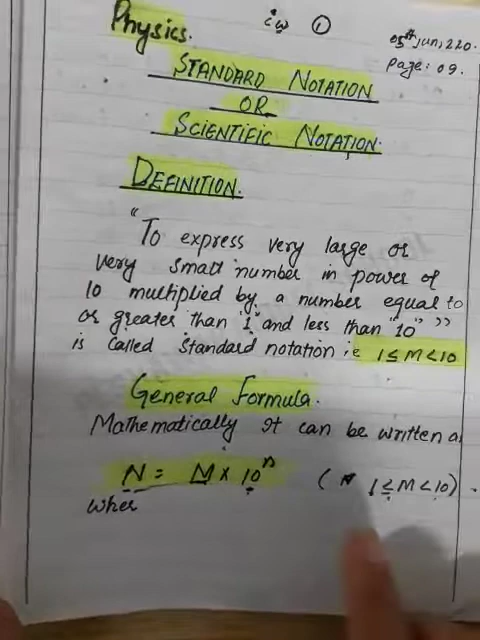 Physics.
cw ①
05th Jun, 220.
Page: 09.
STANDARD NOTATION
OR
SCIENTIFIC NOTATION.
DEFINITION.
"To express very large or
very small number in power of
10 multiplied by a number equal to
or greater than "1" and less than "10" "
is called Standard notation ie 1≤M<10
General Formula.
Mathematically It can be written a
N = M x 10ⁿ ( 1≤M<10) .
wher